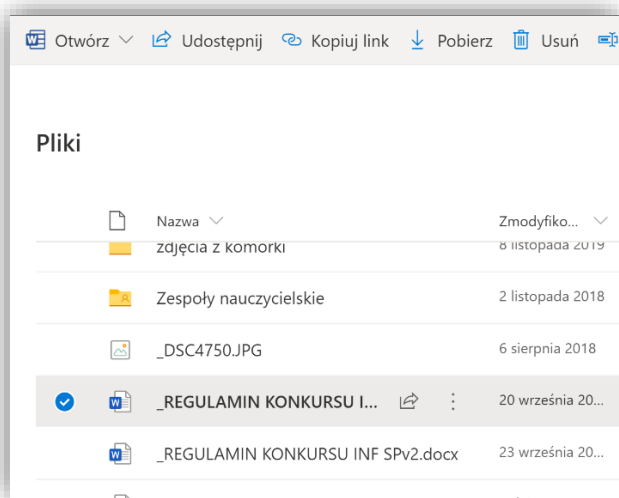 Otwórz Udostępnij Kopiuj link Pobierz Usuń
Pliki
Nazwa Zmodyfiko...
zdjęcia z komórki 8 listopada 2019
Zespoły nauczycielskie 2 listopada 2018
_DSC4750.JPG 6 sierpnia 2018
_REGULAMIN KONKURSU I... 20 września 20...
_REGULAMIN KONKURSU INF SPv2.docx 23 września 20...